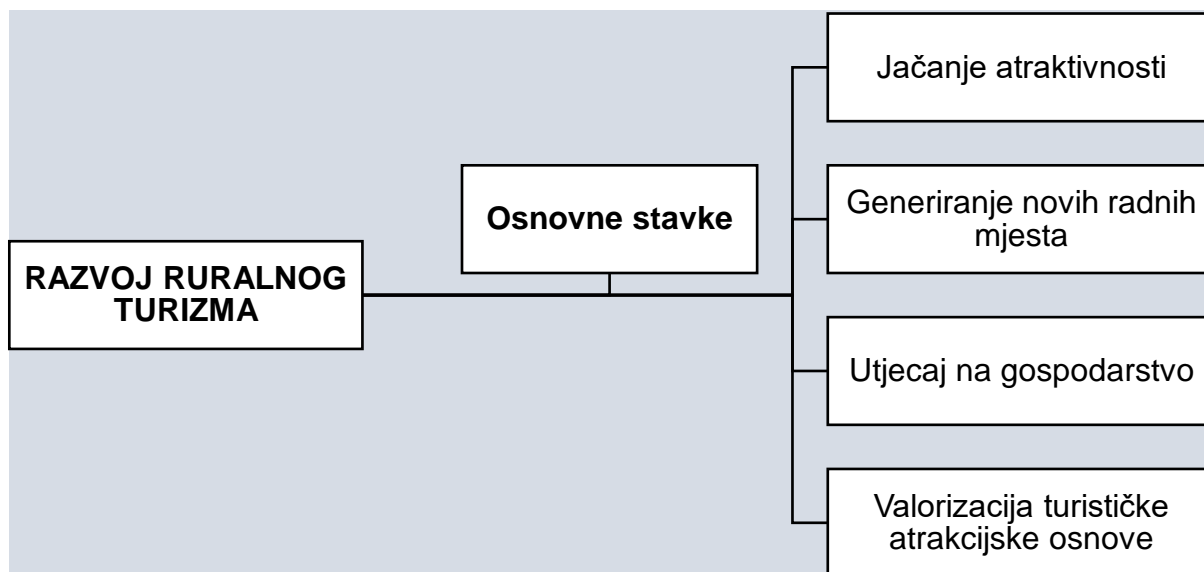 RAZVOJ RURALNOG
TURIZMA
Osnovne stavke
Jačanje atraktivnosti
Generiranje novih radnih
mjesta
Utjecaj na gospodarstvo
Valorizacija turističke
atrakcijske osnove